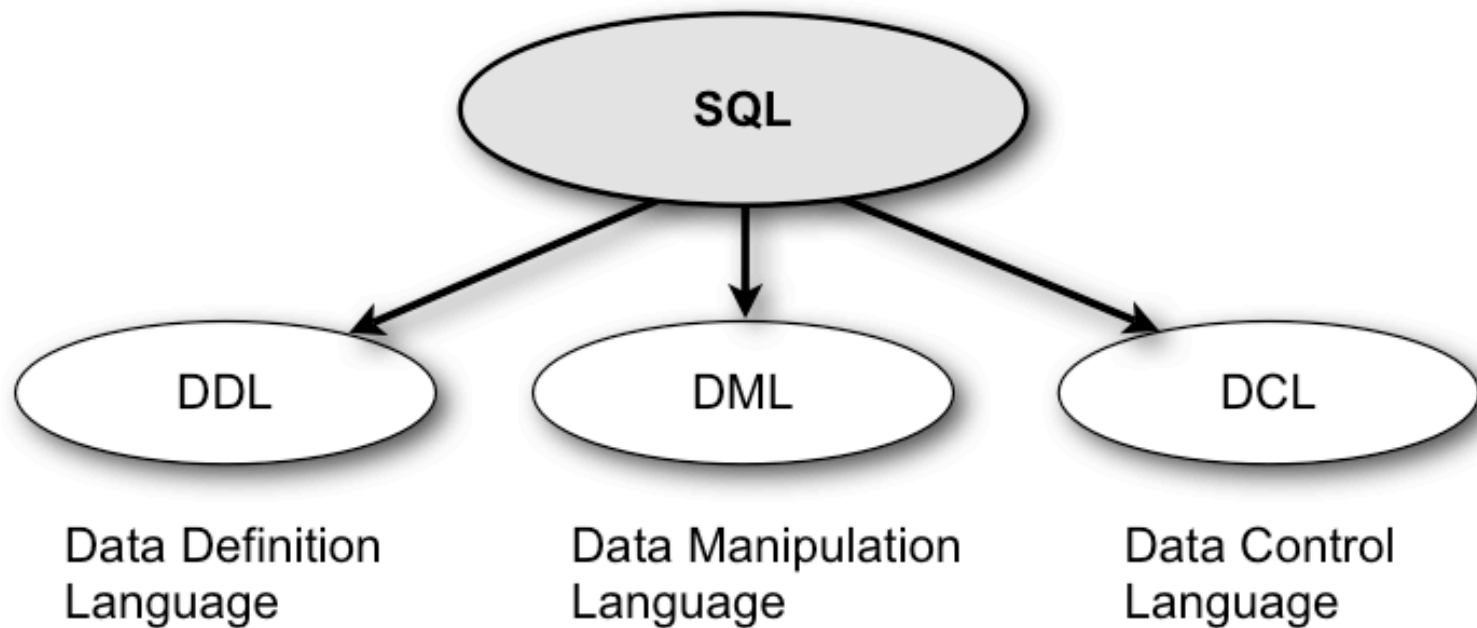 SQL
DDL
DML
DCL
Data Definition
Language
Data Manipulation
Language
Data Control
Language